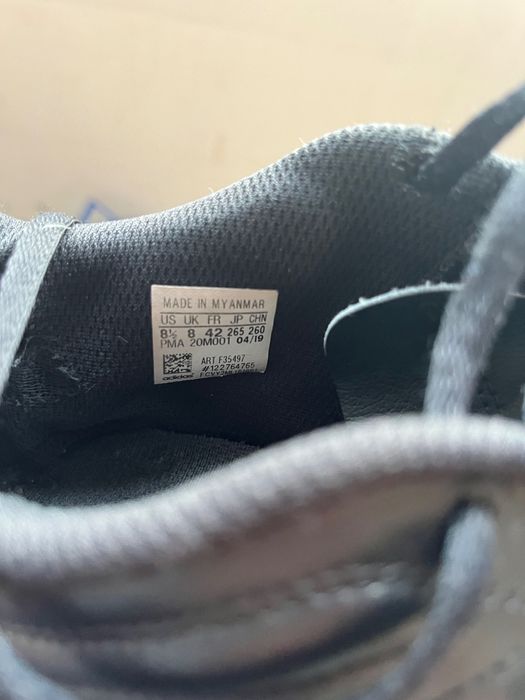 MADE IN MYANMAR
US UK FR JP CHN
8½ 8 42 265 260
PMA 20M001 04/19
ART F35497
#122764765
adidas